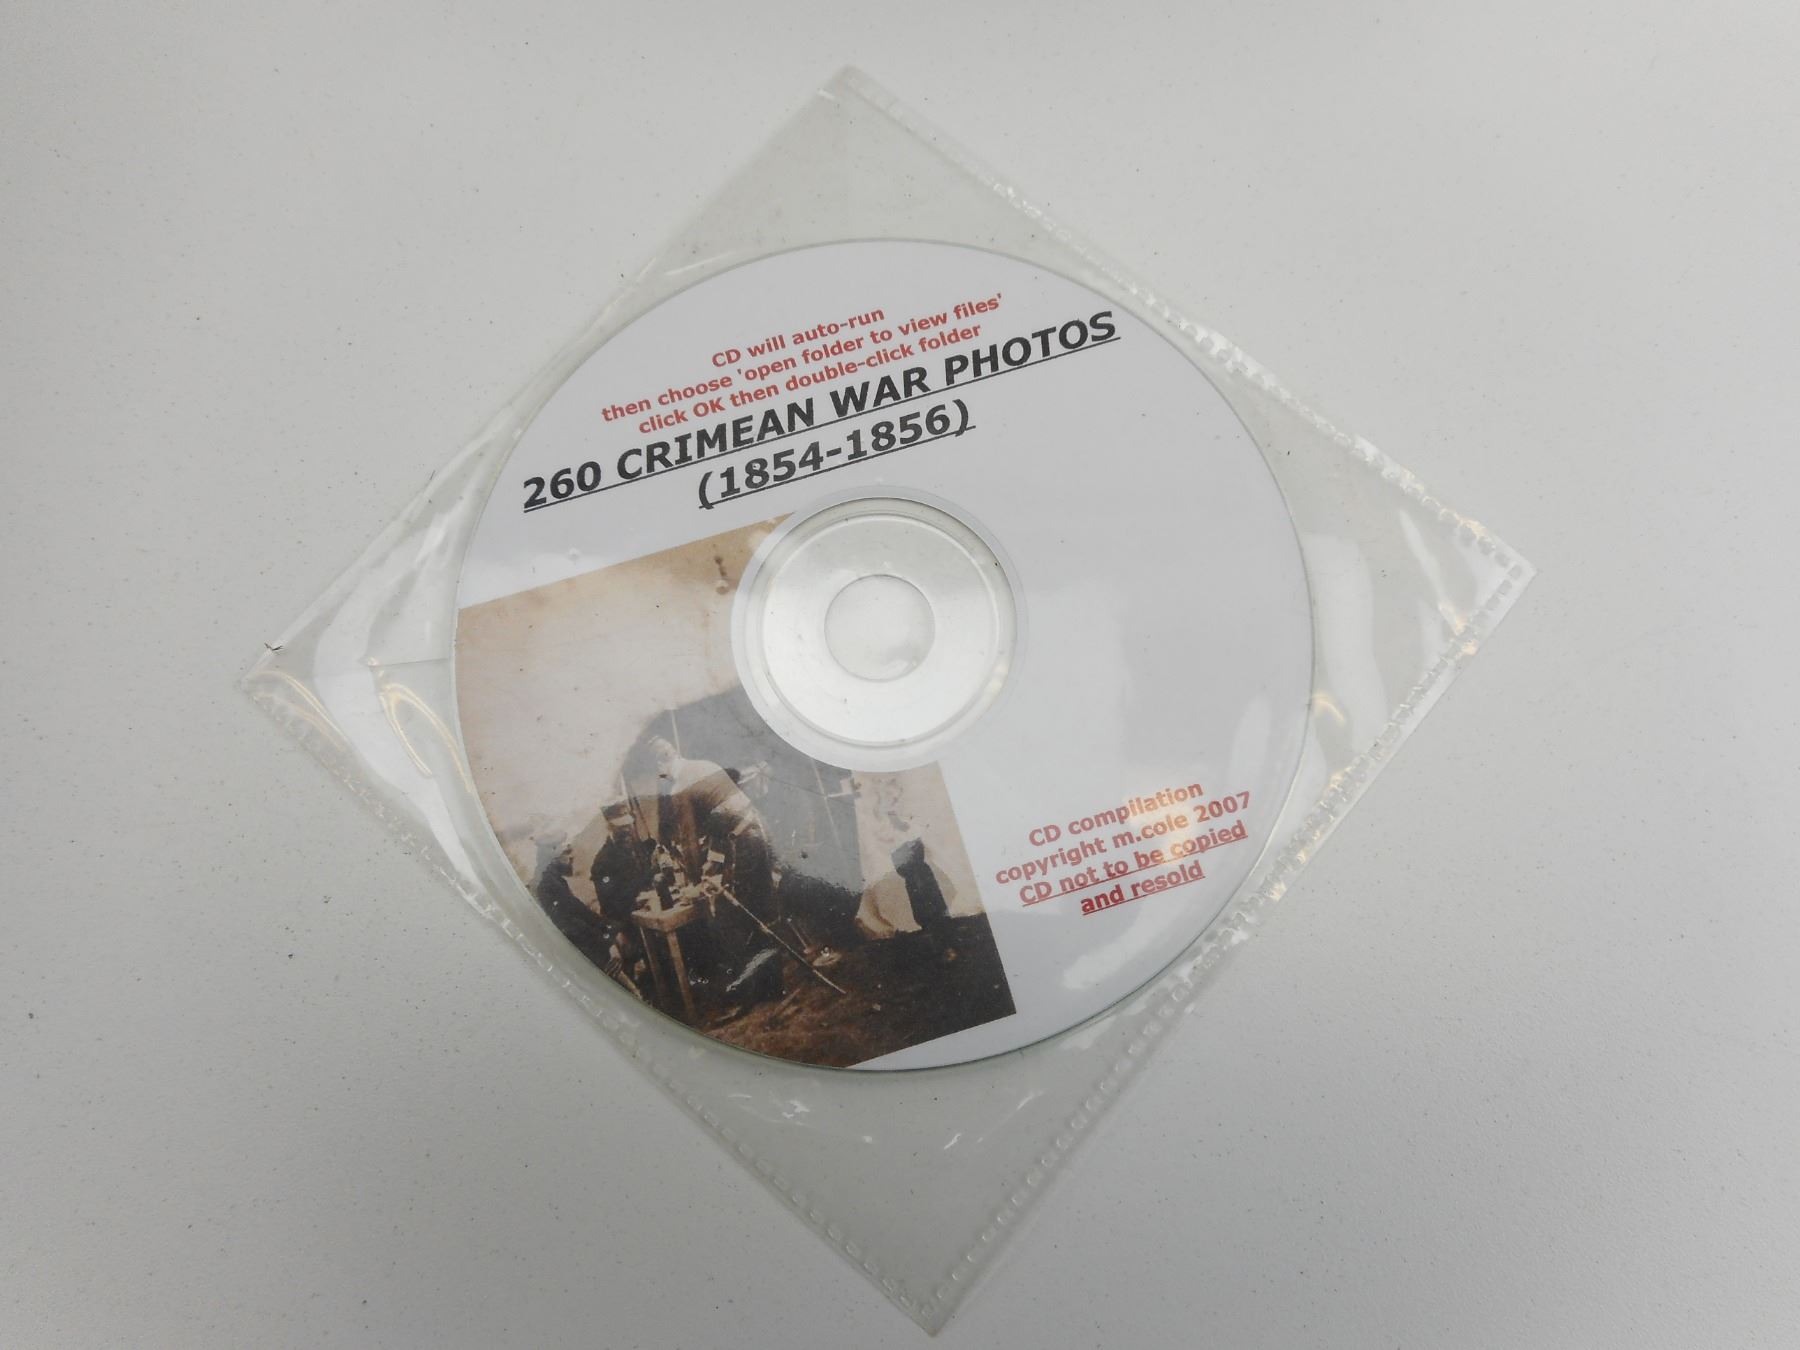 CD will auto-run
then choose 'open folder to view files'
click OK then double-click folder
260 CRIMEAN WAR PHOTOS
(1854-1856)
CD compilation
copyright m.cole 2007
CD not to be copied
and resold